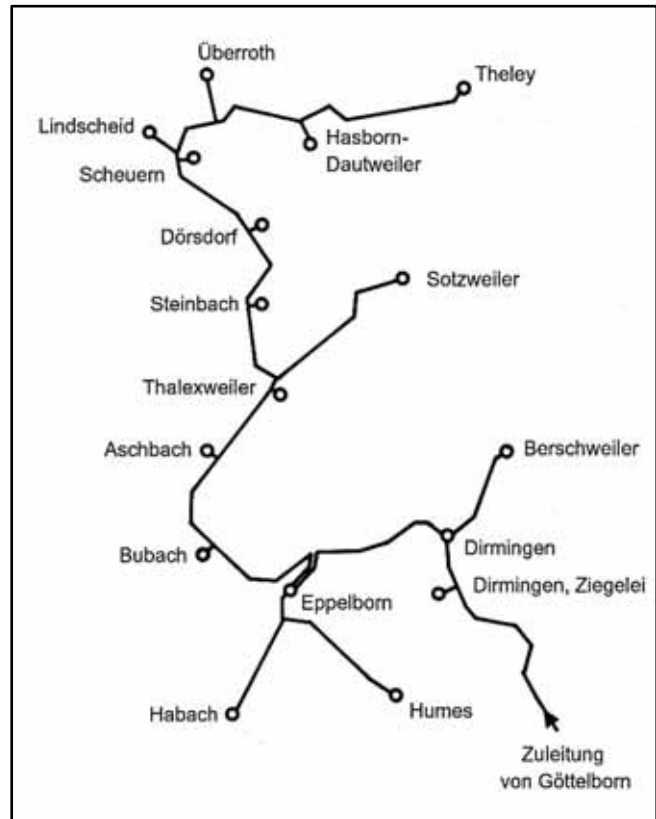 Überroth
Theley
Lindscheid
Hasborn-
Dautweiler
Scheuern
Dörsdorf
Sotzweiler
Steinbach
Thalexweiler
Aschbach
Berschweiler
Dirmingen
Bubach
Dirmingen, Ziegelei
Eppelborn
Habach
Humes
Zuleitung
von Göttelborn